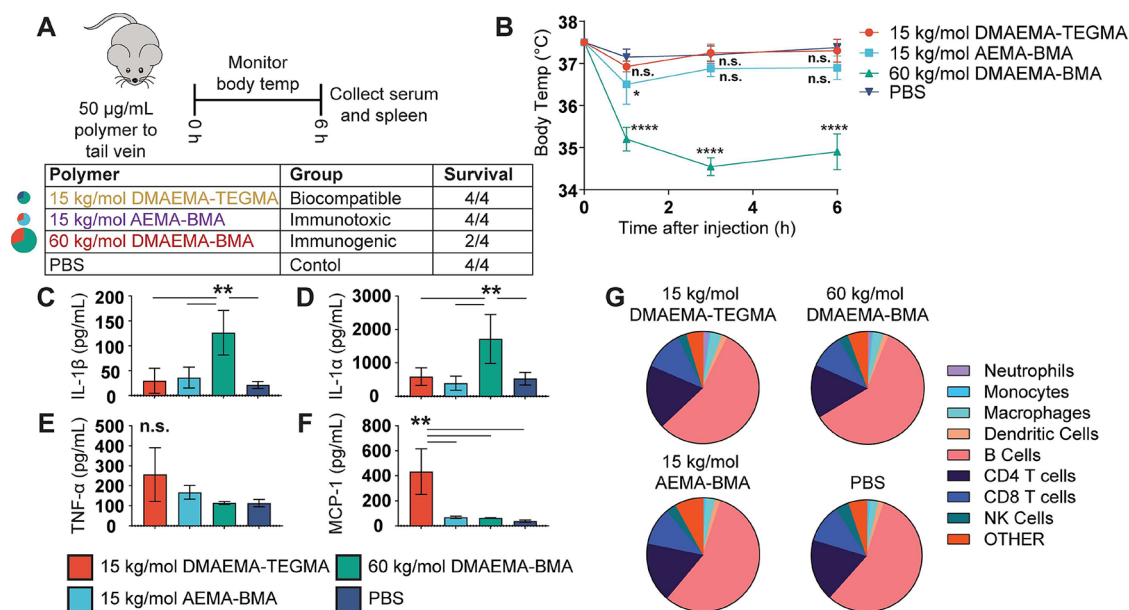 A
Monitor
body temp
50 µg/mL
polymer to
tail vein
0 h
6 h
Collect serum
and spleen
Polymer Group Survival
15 kg/mol DMAEMA-TEGMA Biocompatible 4/4
15 kg/mol AEMA-BMA Immunotoxic 4/4
60 kg/mol DMAEMA-BMA Immunogenic 2/4
PBS Contol 4/4
B
Body Temp (°C)
38
37
36
35
34
0 2 4 6
Time after injection (h)
n.s.
*
****
n.s.
n.s.
****
n.s.
n.s.
****
15 kg/mol DMAEMA-TEGMA
15 kg/mol AEMA-BMA
60 kg/mol DMAEMA-BMA
PBS
C
IL-1β (pg/mL)
200
150
100
50
0
**
D
IL-1α (pg/mL)
3000
2000
1000
0
**
E
TNF-α (pg/mL)
500
400
300
200
100
0
n.s.
F
MCP-1 (pg/mL)
800
600
400
200
0
**
15 kg/mol DMAEMA-TEGMA
60 kg/mol DMAEMA-BMA
15 kg/mol AEMA-BMA
PBS
G
15 kg/mol
DMAEMA-TEGMA
60 kg/mol
DMAEMA-BMA
15 kg/mol
AEMA-BMA
PBS
Neutrophils
Monocytes
Macrophages
Dendritic Cells
B Cells
CD4 T cells
CD8 T cells
NK Cells
OTHER